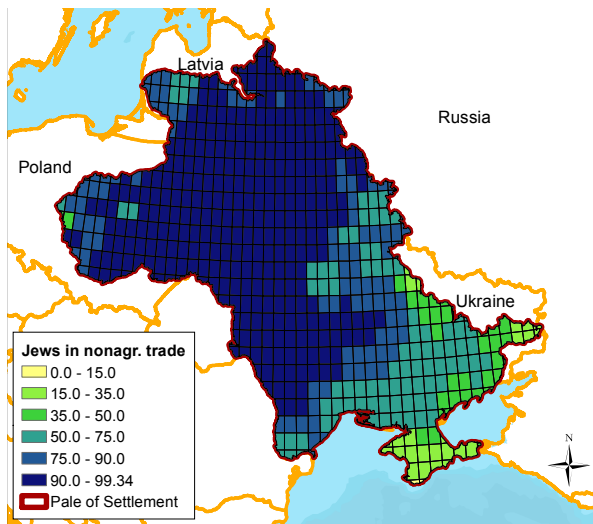 Latvia
Russia
Poland
Ukraine
Jews in nonagr. trade
0.0 - 15.0
15.0 - 35.0
35.0 - 50.0
50.0 - 75.0
75.0 - 90.0
90.0 - 99.34
Pale of Settlement
N